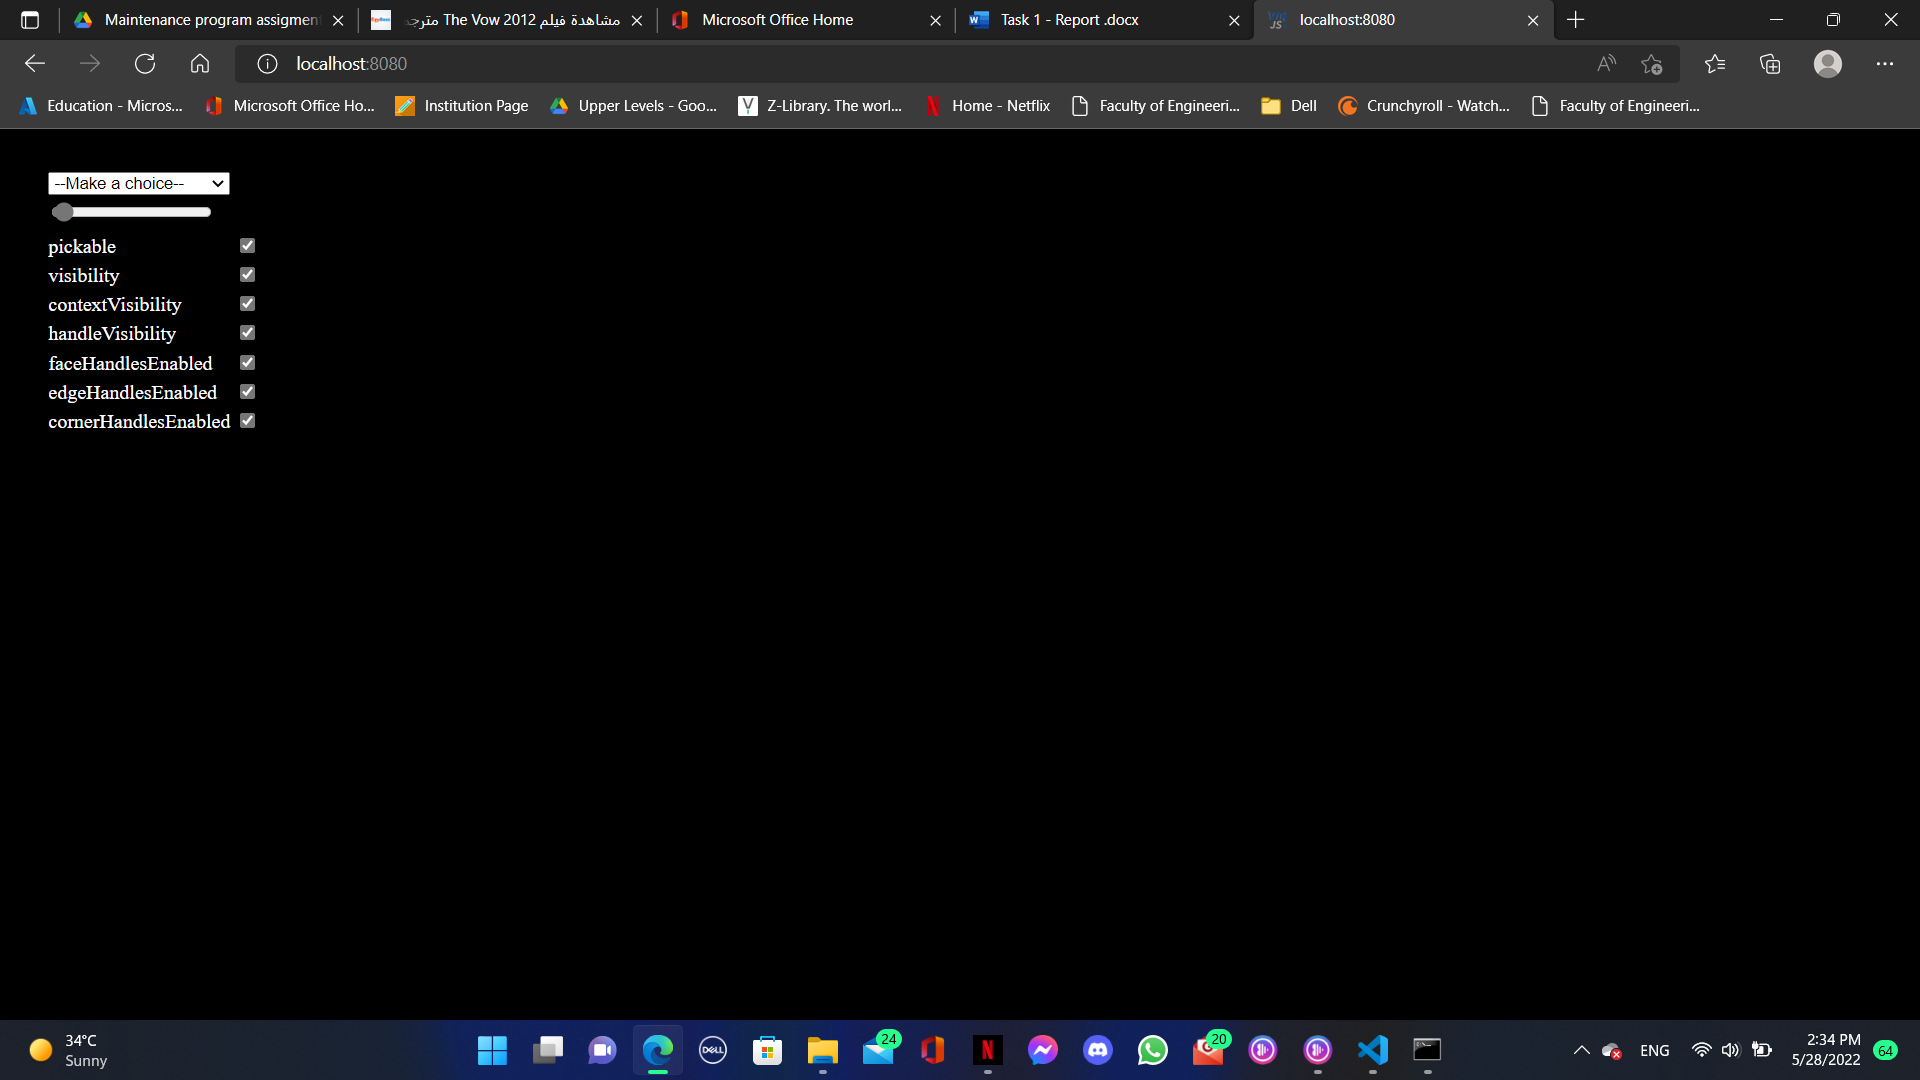 Maintenance program assigment
مشاهدة فيلم The Vow 2012 مترجم
Microsoft Office Home
Task 1 - Report .docx
localhost:8080
localhost:8080
Education - Micros...
Microsoft Office Ho...
Institution Page
Upper Levels - Goo...
Z-Library. The worl...
Home - Netflix
Faculty of Engineeri...
Dell
Crunchyroll - Watch...
Faculty of Engineeri...
--Make a choice--
pickable
visibility
contextVisibility
handleVisibility
faceHandlesEnabled
edgeHandlesEnabled
cornerHandlesEnabled
34°C
Sunny
DELL
24
20
ENG
2:34 PM
5/28/2022
64